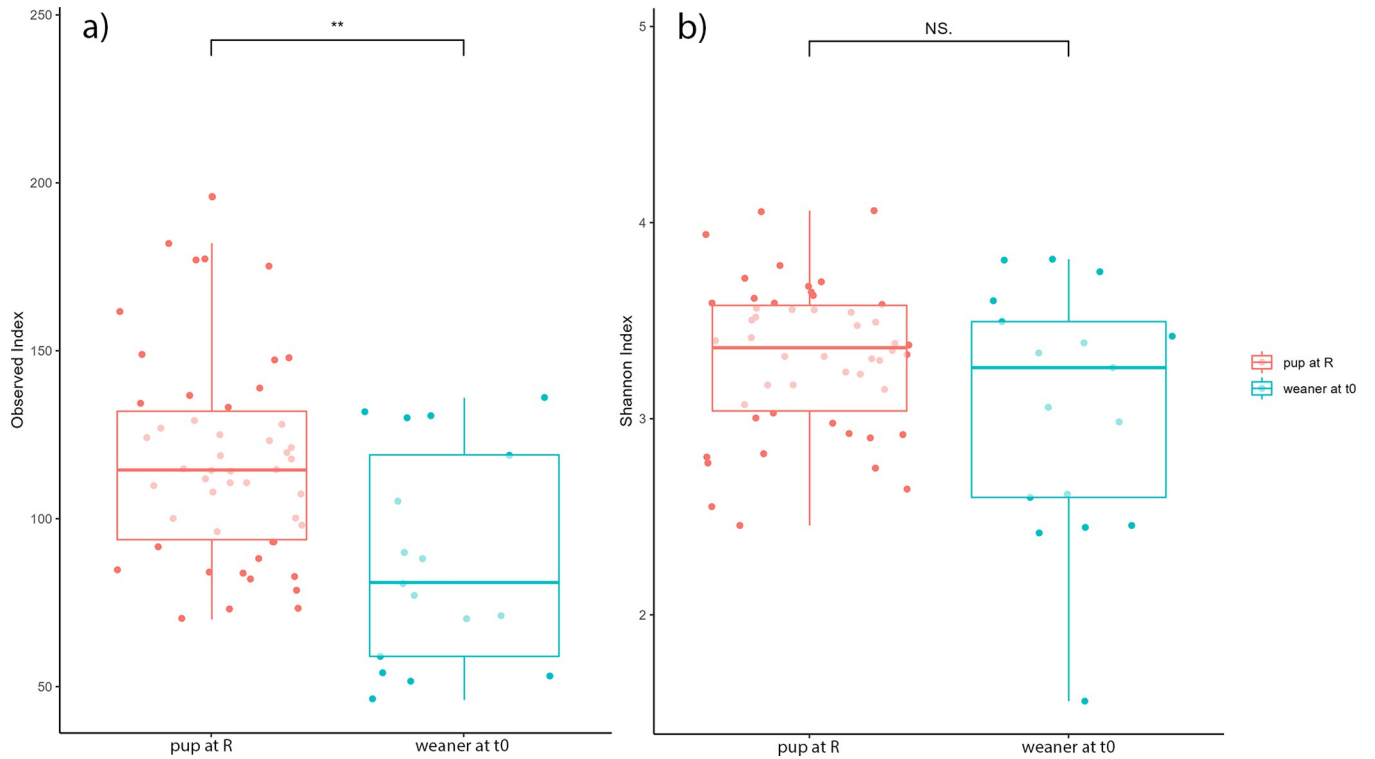 a)
**
250
200
150
100
50
Observed Index
pup at R
weaner at t0
b)
NS.
5
4
3
2
Shannon Index
pup at R
weaner at t0
pup at R
weaner at t0